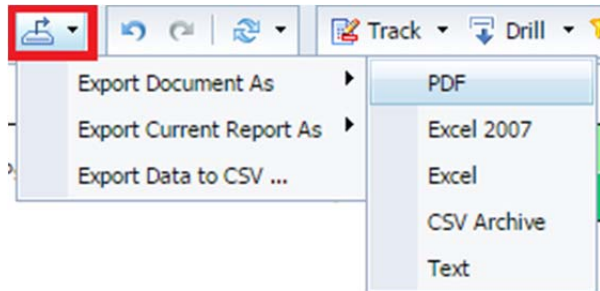 Track
Drill
Export Document As
PDF
Export Current Report As
Excel 2007
Export Data to CSV ...
Excel
CSV Archive
Text